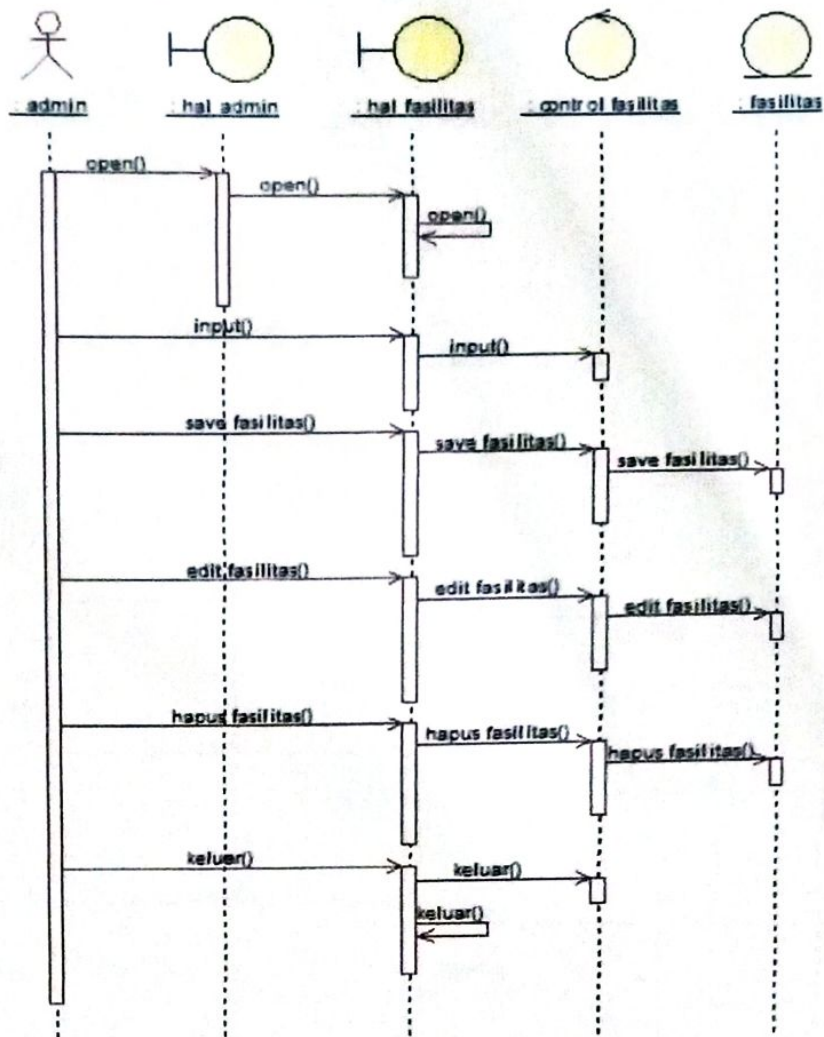 : admin
: hal admin
: hal fasilitas
: control fasilitas
: fasilitas
open()
open()
open()
input()
input()
save fasilitas()
save fasilitas()
save fasilitas()
edit fasilitas()
edit fasilitas()
edit fasilitas()
hapus fasilitas()
hapus fasilitas()
hapus fasilitas()
keluar()
keluar()
keluar()